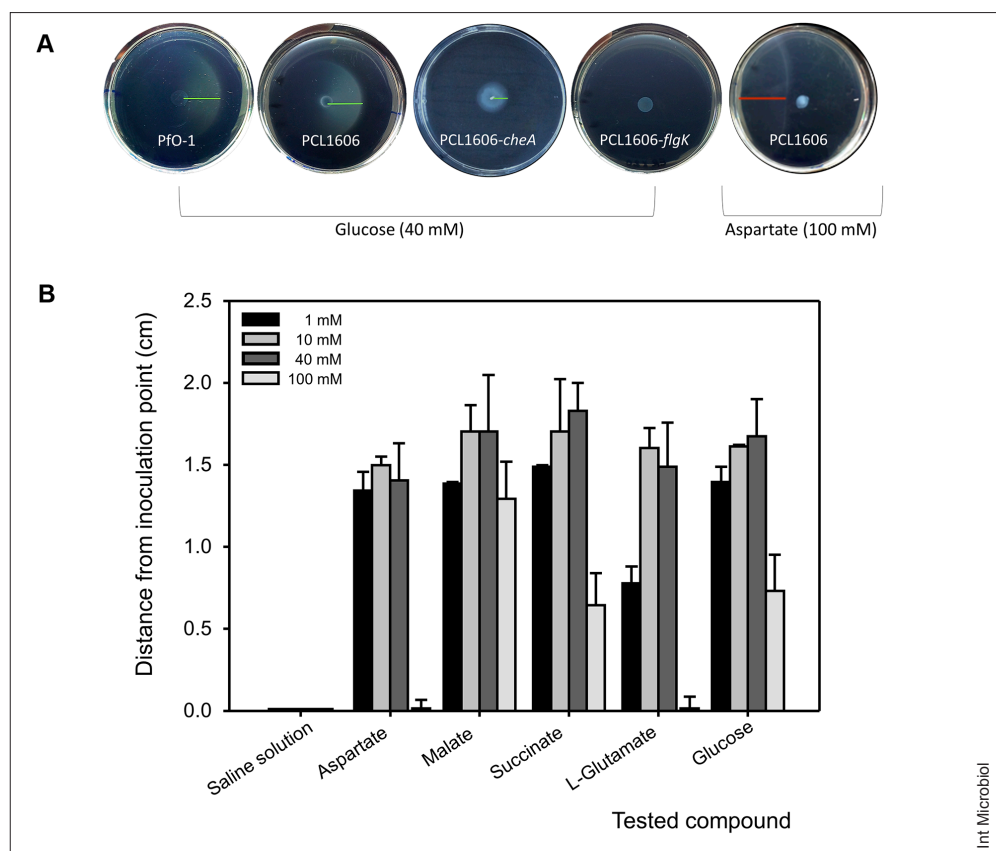 A
PfO-1
PCL1606
PCL1606-cheA
PCL1606-flgK
PCL1606
Glucose (40 mM)
Aspartate (100 mM)
B
Distance from inoculation point (cm)
2.5
2.0
1.5
1.0
0.5
0.0
1 mM
10 mM
40 mM
100 mM
Saline solution
Aspartate
Malate
Succinate
L-Glutamate
Glucose
Tested compound
Int Microbiol